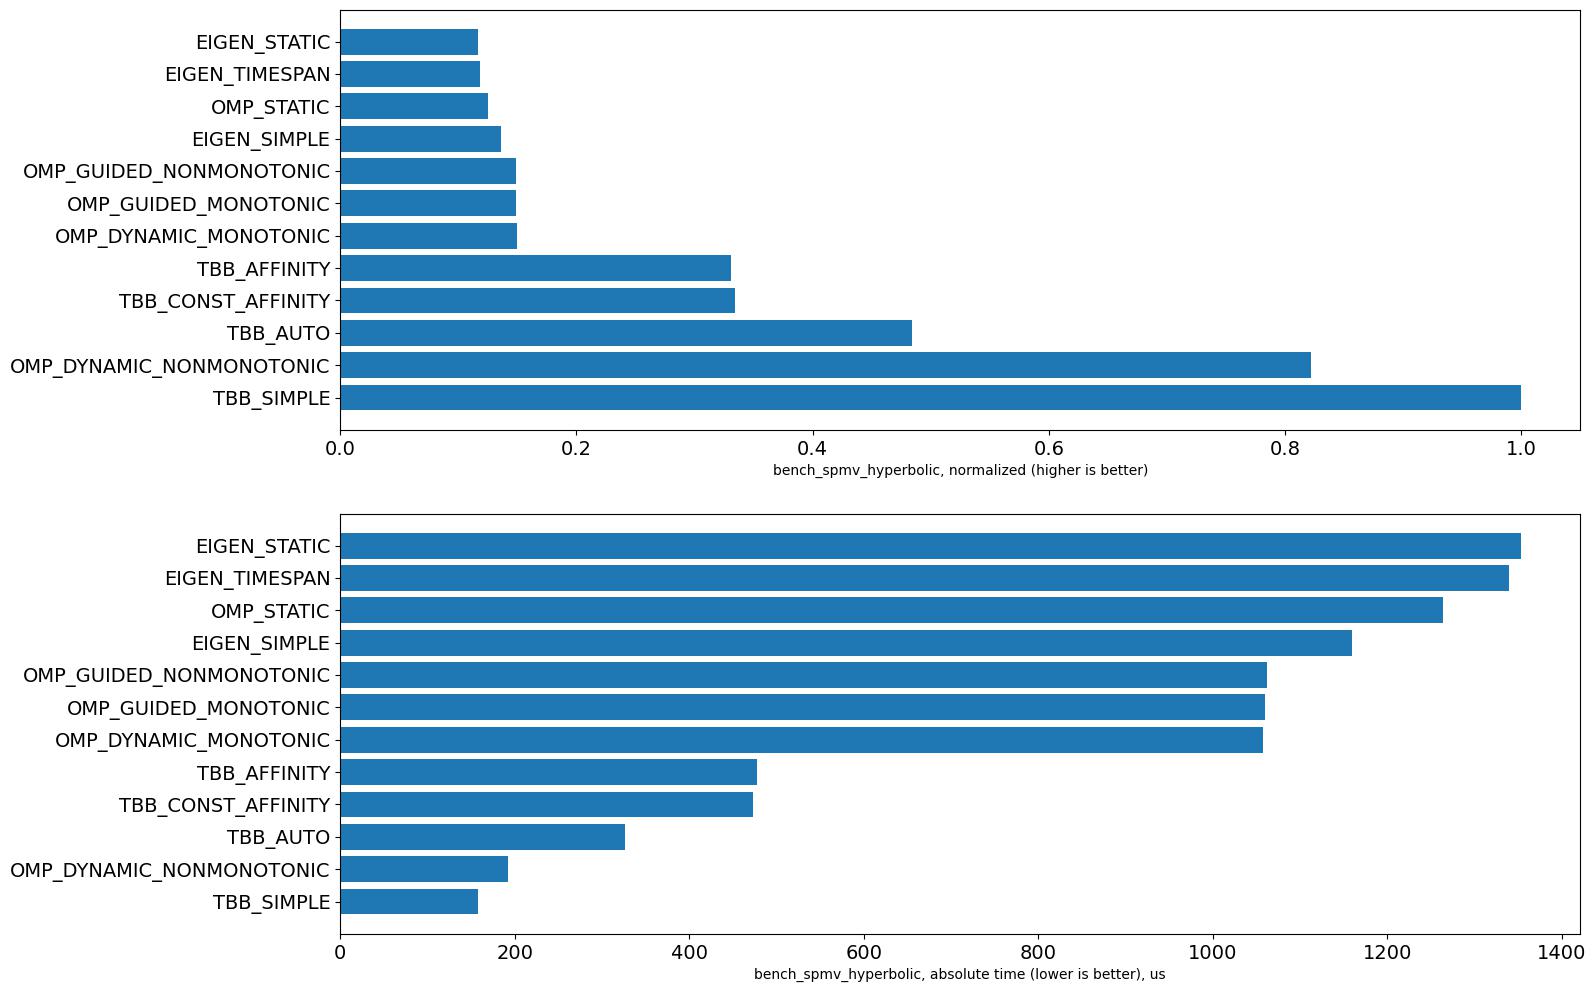 EIGEN_STATIC
EIGEN_TIMESPAN
OMP_STATIC
EIGEN_SIMPLE
OMP_GUIDED_NONMONOTONIC
OMP_GUIDED_MONOTONIC
OMP_DYNAMIC_MONOTONIC
TBB_AFFINITY
TBB_CONST_AFFINITY
TBB_AUTO
OMP_DYNAMIC_NONMONOTONIC
TBB_SIMPLE
0.0 0.2 0.4 0.6 0.8 1.0
bench_spmv_hyperbolic, normalized (higher is better)
EIGEN_STATIC
EIGEN_TIMESPAN
OMP_STATIC
EIGEN_SIMPLE
OMP_GUIDED_NONMONOTONIC
OMP_GUIDED_MONOTONIC
OMP_DYNAMIC_MONOTONIC
TBB_AFFINITY
TBB_CONST_AFFINITY
TBB_AUTO
OMP_DYNAMIC_NONMONOTONIC
TBB_SIMPLE
0 200 400 600 800 1000 1200 1400
bench_spmv_hyperbolic, absolute time (lower is better), us